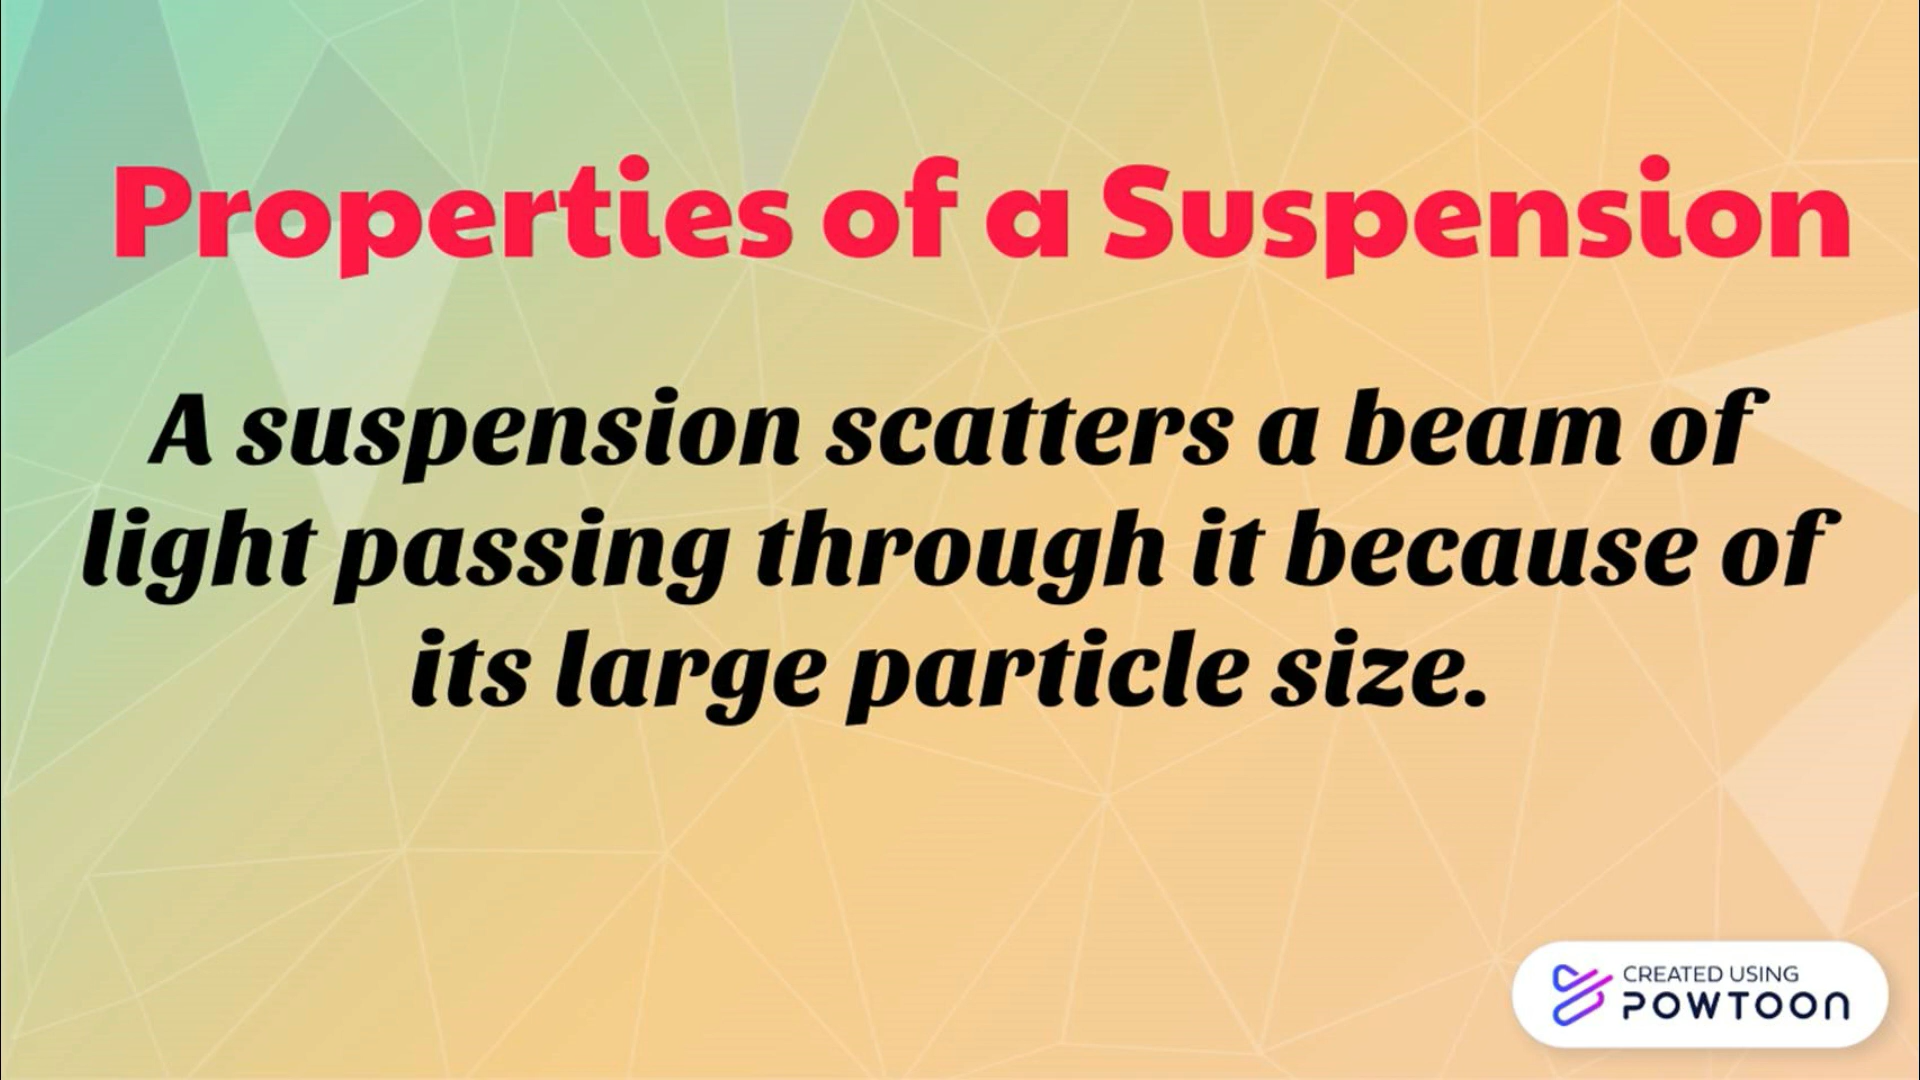 Properties of a Suspension
A suspension scatters a beam of
light passing through it because of
its large particle size.
CREATED USING
POWTOON